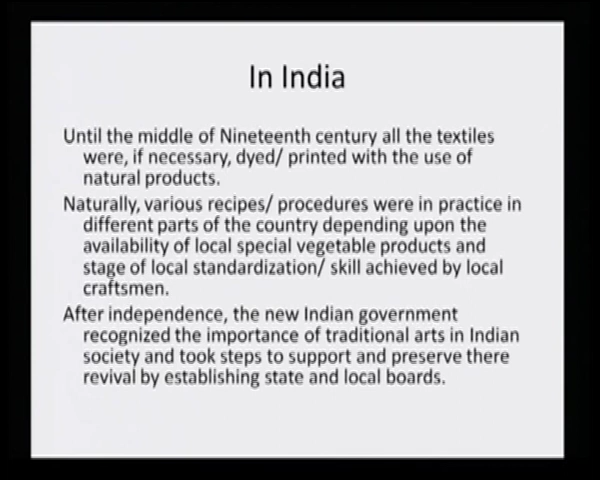 In India
Until the middle of Nineteenth century all the textiles
were, if necessary, dyed/ printed with the use of
natural products.
Naturally, various recipes/ procedures were in practice in
different parts of the country depending upon the
availability of local special vegetable products and
stage of local standardization/ skill achieved by local
craftsmen.
After independence, the new Indian government
recognized the importance of traditional arts in Indian
society and took steps to support and preserve there
revival by establishing state and local boards.